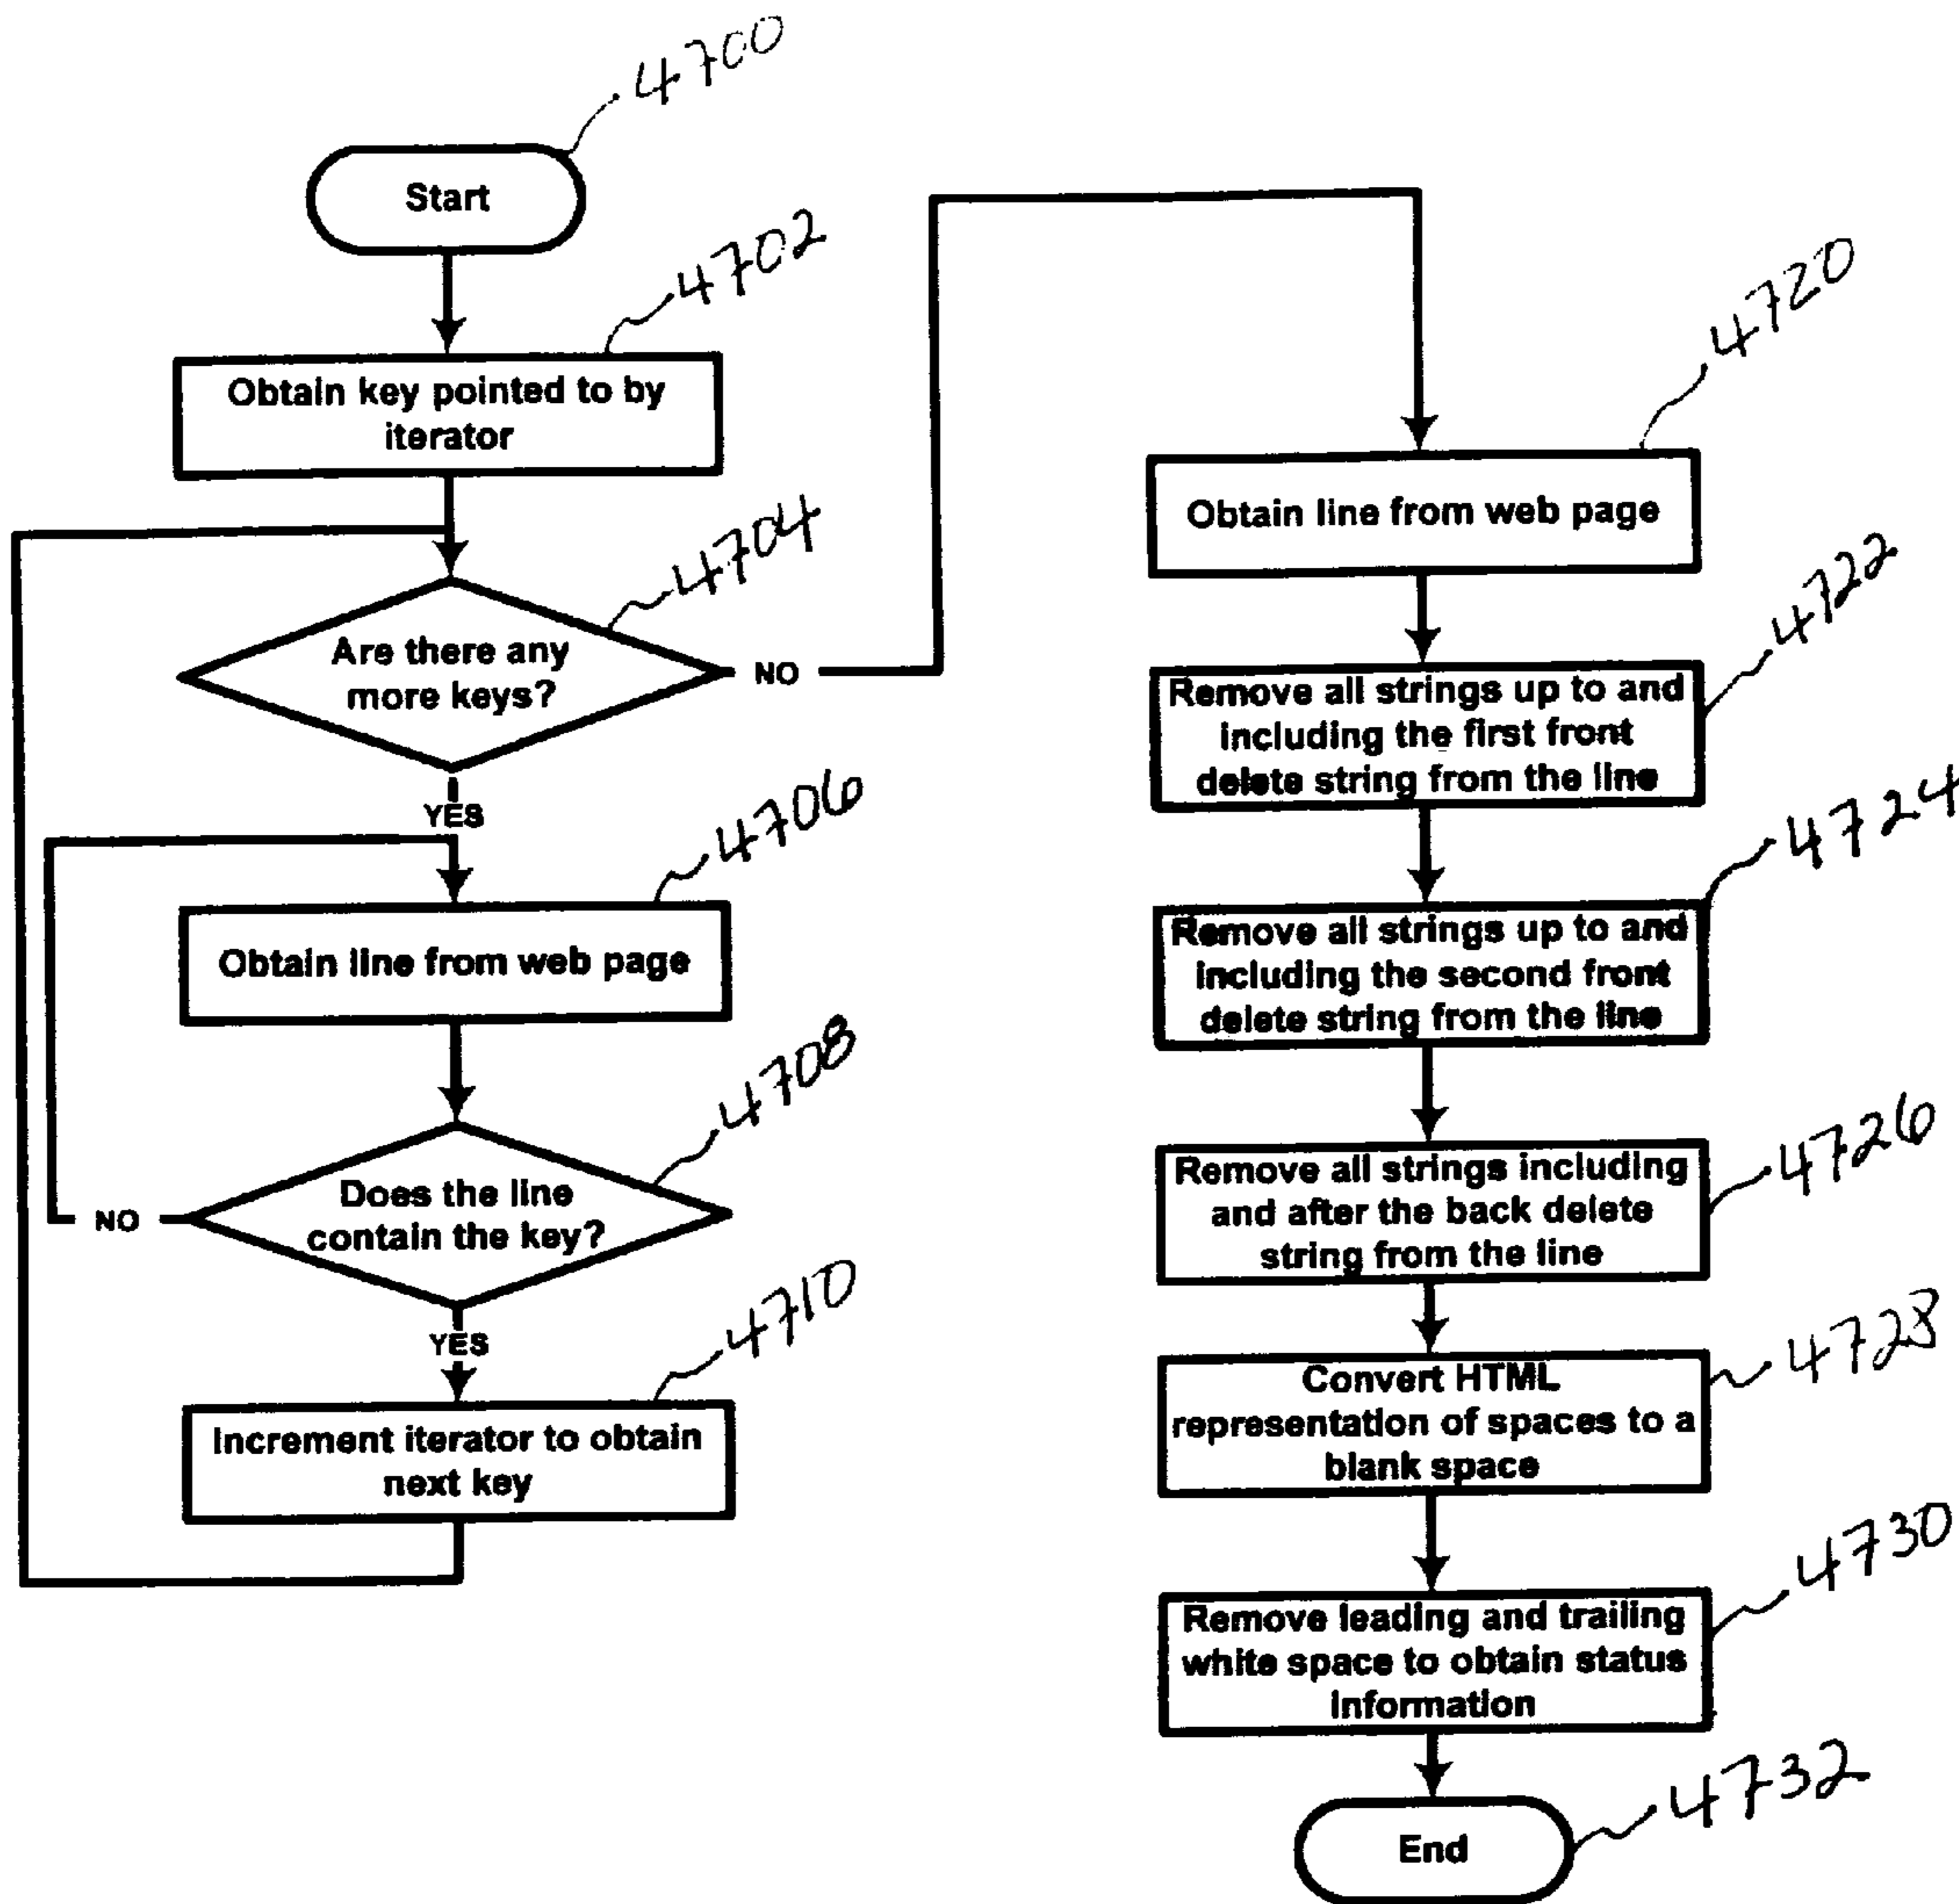 4700
Start
4702
Obtain key pointed to by
iterator
4704
Are there any
more keys?
NO
YES
4706
Obtain line from web page
4708
Does the line
contain the key?
NO
YES
4710
Increment iterator to obtain
next key
4720
Obtain line from web page
4722
Remove all strings up to and
including the first front
delete string from the line
4724
Remove all strings up to and
including the second front
delete string from the line
4726
Remove all strings including
and after the back delete
string from the line
4728
Convert HTML
representation of spaces to a
blank space
4730
Remove leading and trailing
white space to obtain status
information
4732
End